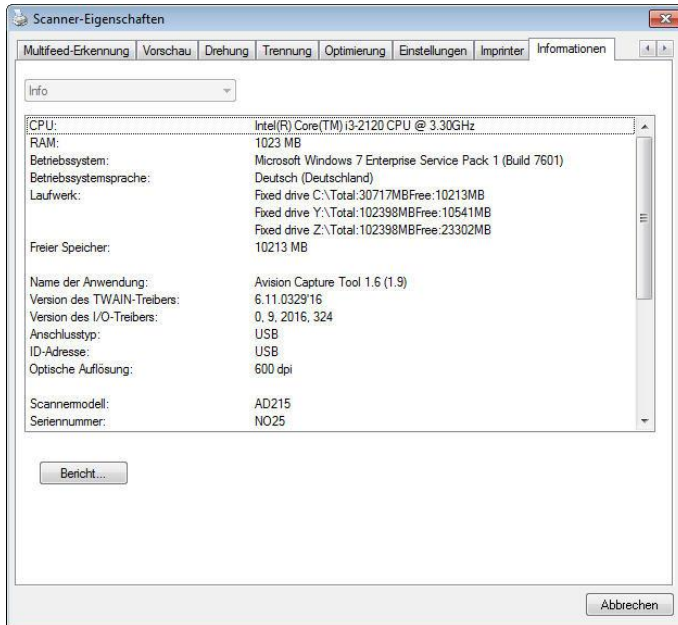 Scanner-Eigenschaften
Multifeed-Erkennung Vorschau Drehung Trennung Optimierung Einstellungen Imprinter Informationen
Info
CPU: Intel(R) Core(TM) i3-2120 CPU @ 3.30GHz
RAM: 1023 MB
Betriebssystem: Microsoft Windows 7 Enterprise Service Pack 1 (Build 7601)
Betriebssystemsprache: Deutsch (Deutschland)
Laufwerk: Fixed drive C:\Total:30717MBFree:10213MB
Fixed drive Y:\Total:102398MBFree:10541MB
Fixed drive Z:\Total:102398MBFree:23302MB
Freier Speicher: 10213 MB
Name der Anwendung: Avision Capture Tool 1.6 (1.9)
Version des TWAIN-Treibers: 6.11.0329'16
Version des I/O-Treibers: 0, 9, 2016, 324
Anschlusstyp: USB
ID-Adresse: USB
Optische Auflösung: 600 dpi
Scannermodell: AD215
Seriennummer: NO25
Bericht...
Abbrechen